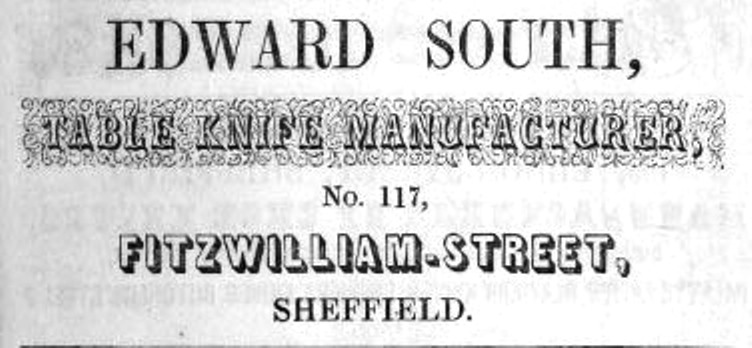 EDWARD SOUTH,
TABLE KNIFE MANUFACTURER,
No. 117,
FITZWILLIAM-STREET,
SHEFFIELD.